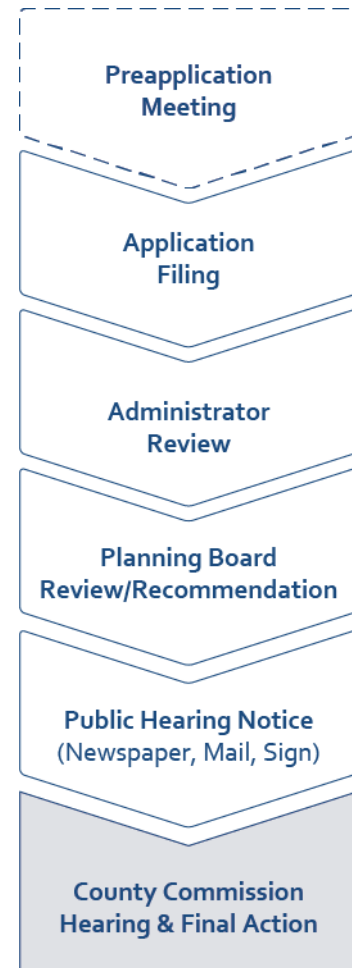 Preapplication
Meeting
Application
Filing
Administrator
Review
Planning Board
Review/Recommendation
Public Hearing Notice
(Newspaper, Mail, Sign)
County Commission
Hearing & Final Action